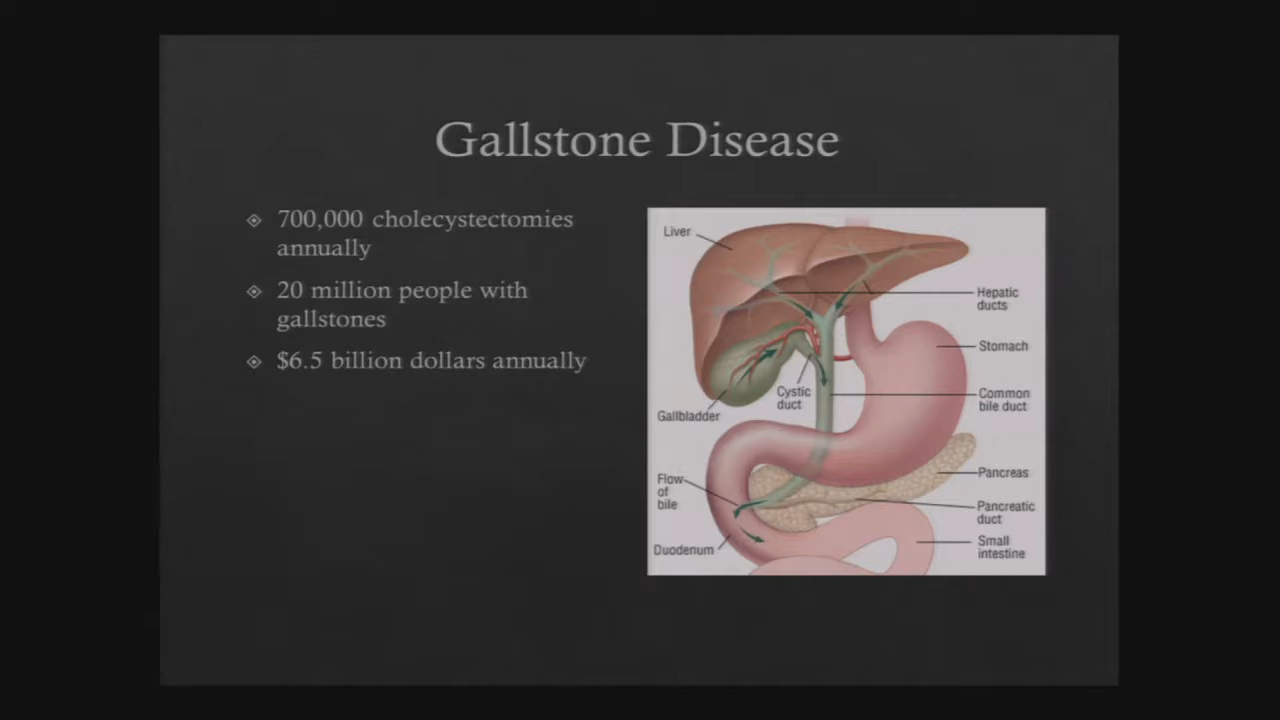 Gallstone Disease
700,000 cholecystectomies
annually
20 million people with
gallstones
$6.5 billion dollars annually
Liver
Hepatic
ducts
Stomach
Cystic
duct
Common
bile duct
Gallbladder
Pancreas
Flow
of
bile
Pancreatic
duct
Duodenum
Small
intestine